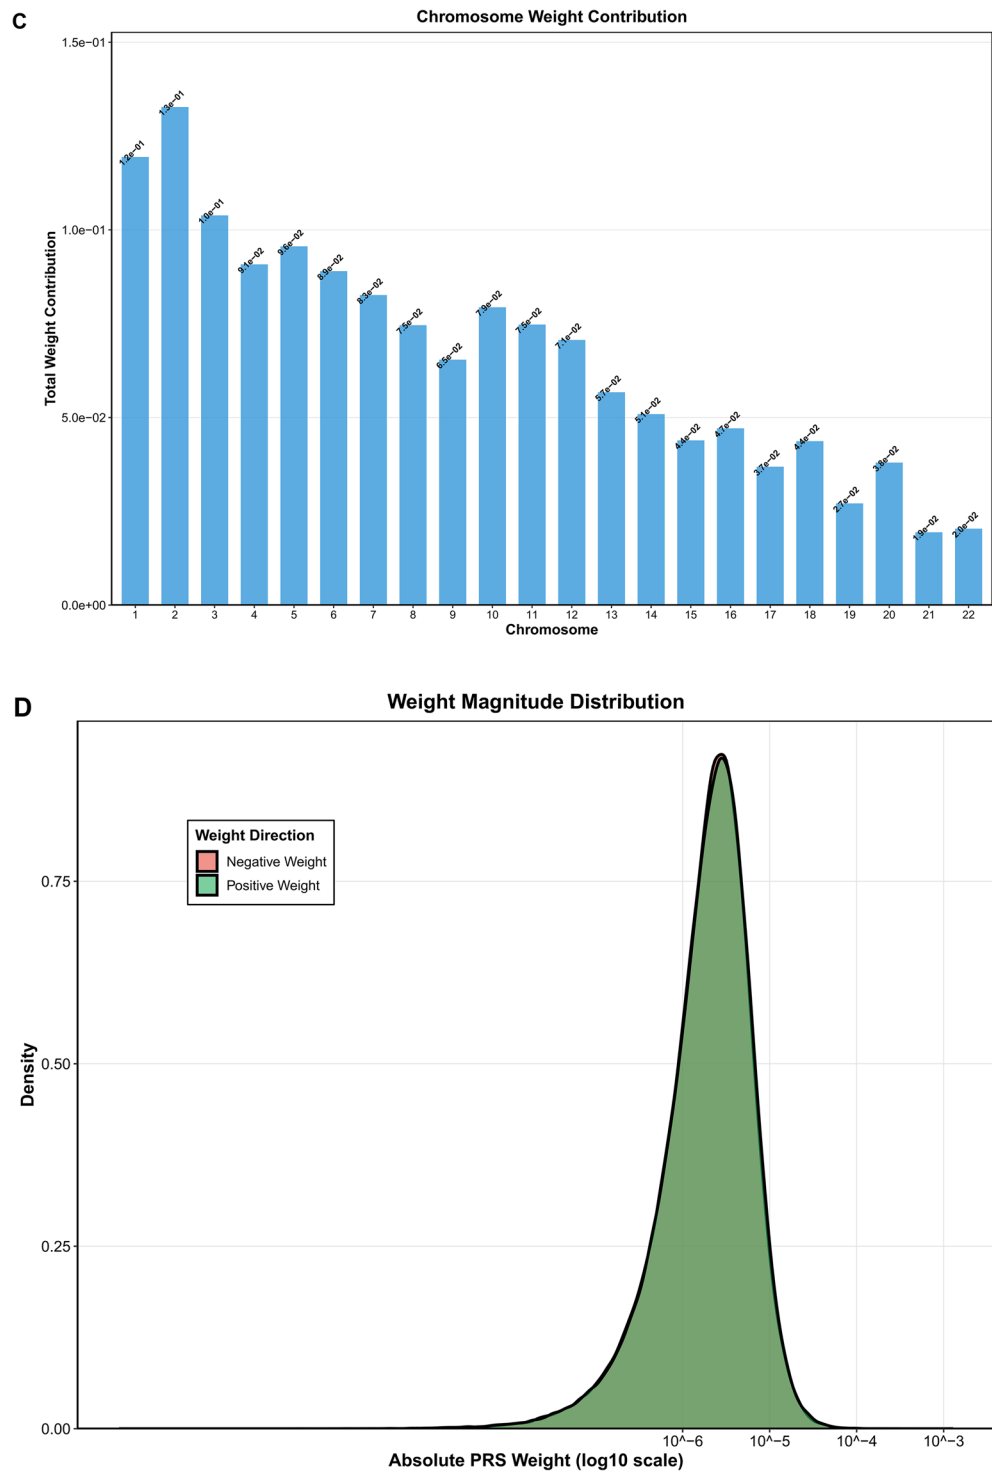 C
Chromosome Weight Contribution
Total Weight Contribution
1.5e−01
1.0e−01
5.0e−02
0.0e+00
1.2e−01
1.3e−01
1.0e−01
9.1e−02
9.6e−02
8.9e−02
8.3e−02
7.5e−02
6.5e−02
7.9e−02
7.5e−02
7.1e−02
5.7e−02
5.1e−02
4.4e−02
4.7e−02
3.7e−02
4.4e−02
2.7e−02
3.8e−02
1.9e−02
2.0e−02
1 2 3 4 5 6 7 8 9 10 11 12 13 14 15 16 17 18 19 20 21 22
Chromosome
D
Weight Magnitude Distribution
Density
0.75
0.50
0.25
0.00
Weight Direction
Negative Weight
Positive Weight
10^−6 10^−5 10^−4 10^−3
Absolute PRS Weight (log10 scale)